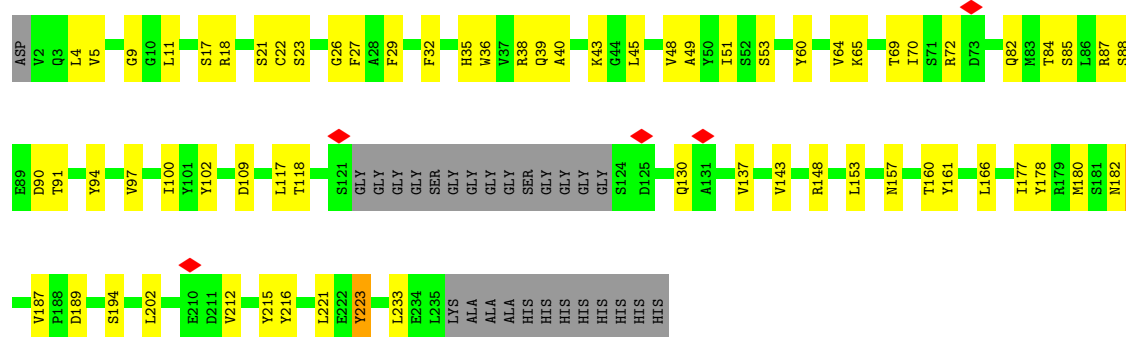 ASP V2 Q3 L4 V5 G9 G10 L11 S17 R18 S21 C22 S23 G26 F27 A28 F29 F32 H35 W36 V37 R38 Q39 A40 K43 G44 L45 V48 A49 Y50 I51 S52 S53 Y60 V64 K65 T69 I70 S71 R72 D73 Q82 M83 T84 S85 L86 R87 S88
E89 D90 T91 Y94 V97 I100 Y101 Y102 D109 L117 T118 S121 GLY GLY GLY GLY SER GLY GLY GLY GLY SER GLY GLY GLY GLY S124 D125 Q130 A131 V137 V143 R148 L153 N157 T160 Y161 L166 I177 Y178 R179 M180 S181 N182
V187 P188 D189 S194 L202 E210 D211 V212 Y215 Y216 L221 E222 Y223 L233 E234 L235 LYS ALA ALA ALA HIS HIS HIS HIS HIS HIS HIS HIS